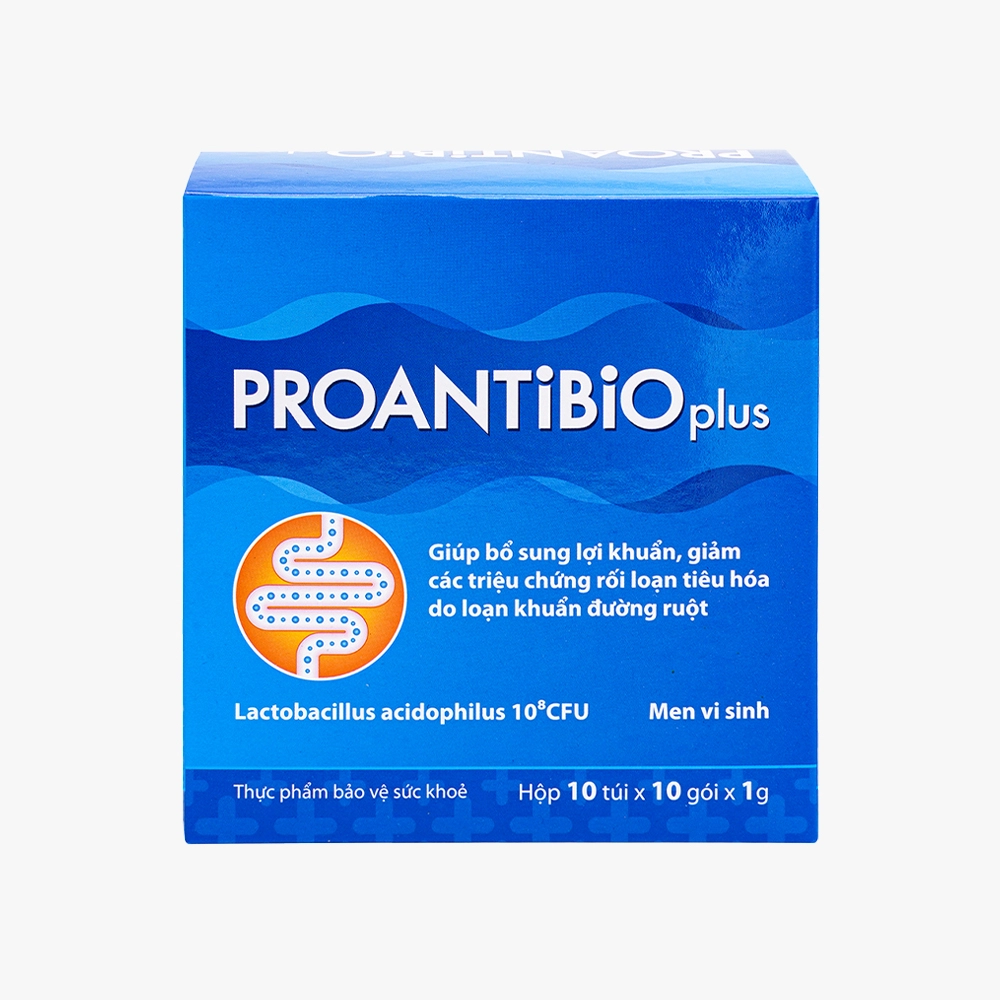 PROANTiBiO
PROANTiBiO plus
Giúp bổ sung lợi khuẩn, giảm
các triệu chứng rối loạn tiêu hóa
do loạn khuẩn đường ruột
Lactobacillus acidophilus 10⁸CFU
Men vi sinh
Thực phẩm bảo vệ sức khoẻ
Hộp 10 túi x 10 gói x 1g